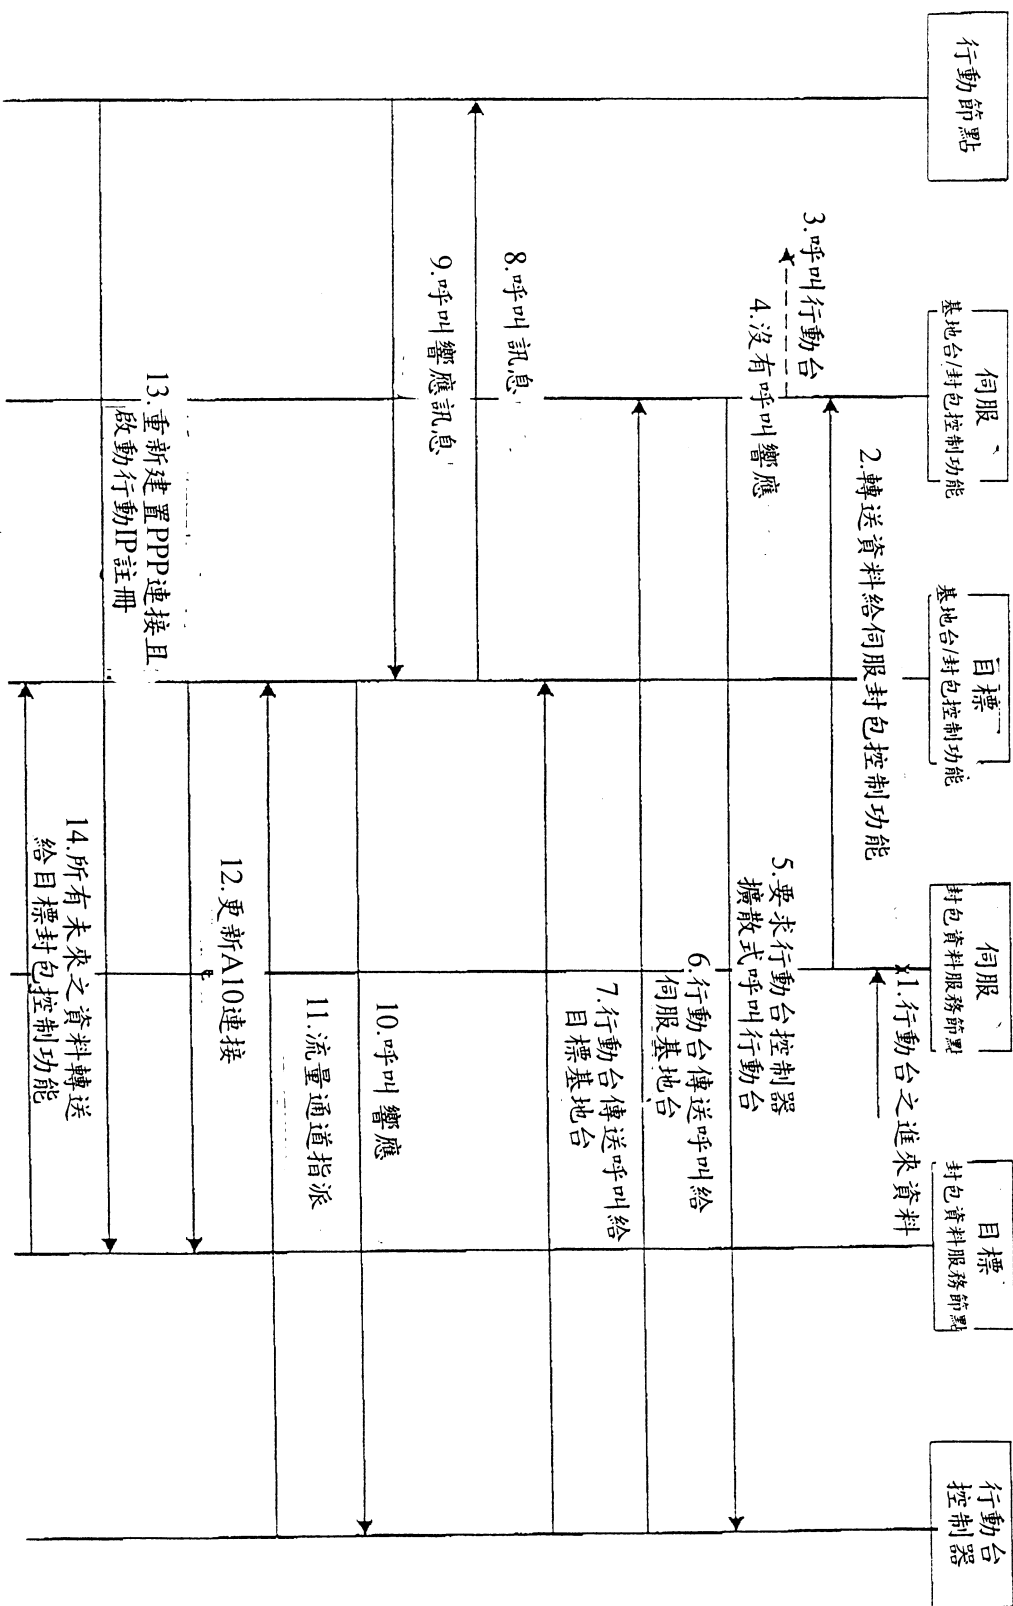 行動節點
伺服
基地台/封包控制功能
目標
基地台/封包控制功能
伺服
封包資料服務節點
目標
封包資料服務節點
行動台
控制器
1.行動台之進來資料
2.轉送資料給伺服封包控制功能
3.呼叫行動台
4.沒有呼叫響應
5.要求行動台控制器
擴散式呼叫行動台
6.行動台傳送呼叫給
伺服基地台
7.行動台傳送呼叫給
目標基地台
8.呼叫訊息
9.呼叫響應訊息
10.呼叫響應
11.流量通道指派
12.更新A10連接
13.重新建置PPP連接且
啟動行動IP註冊
14.所有未來之資料轉送
給目標封包控制功能